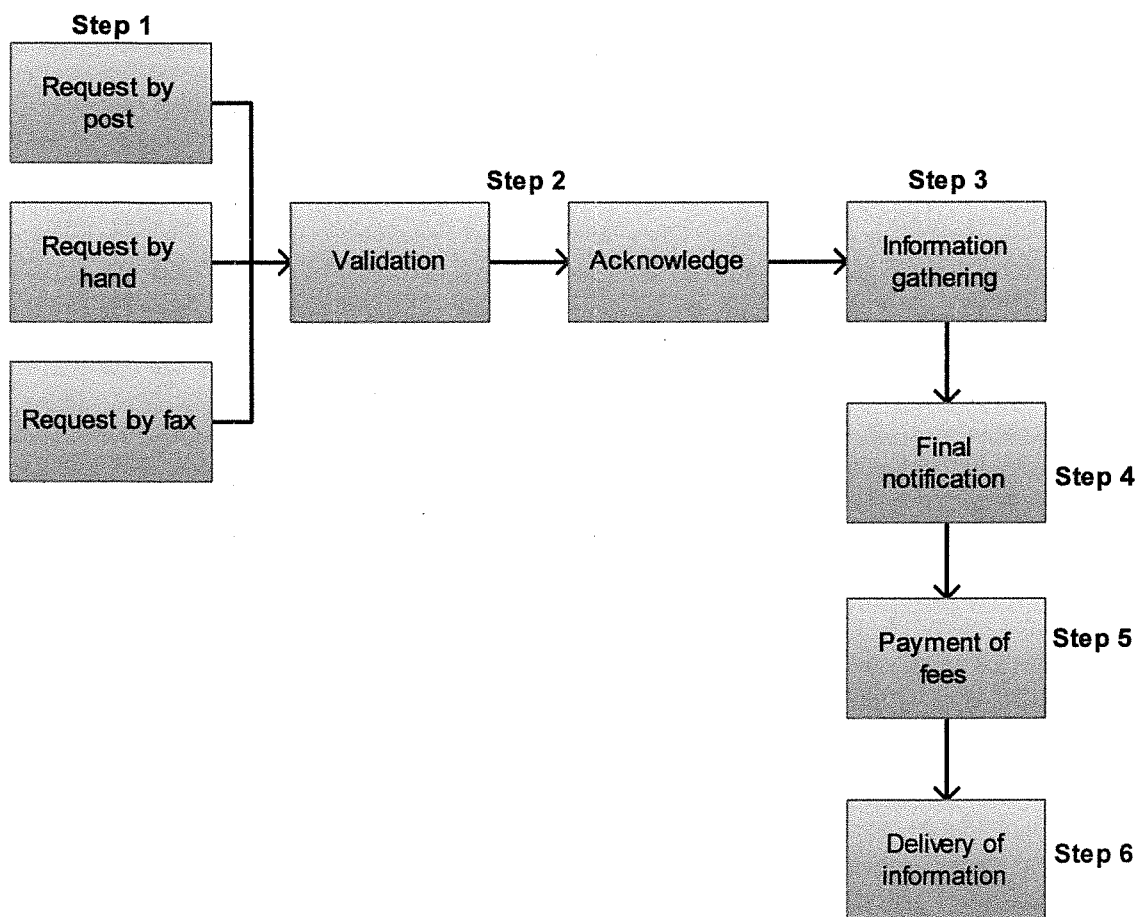 Step 1
Request by
post
Request by
hand
Request by fax
Step 2
Validation
Acknowledge
Step 3
Information
gathering
Final
notification
Step 4
Payment of
fees
Step 5
Delivery of
information
Step 6